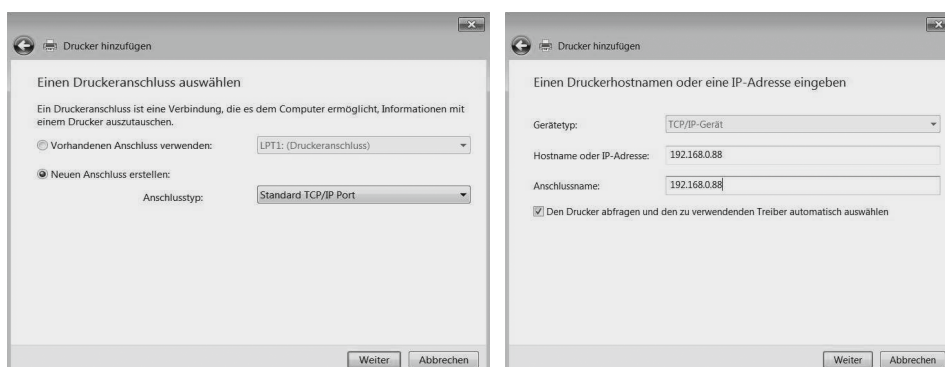 Drucker hinzufügen
Einen Druckeranschluss auswählen
Ein Druckeranschluss ist eine Verbindung, die es dem Computer ermöglicht, Informationen mit
einem Drucker auszutauschen.
Vorhandenen Anschluss verwenden: LPT1: (Druckeranschluss)
Neuen Anschluss erstellen:
Anschlusstyp: Standard TCP/IP Port
Weiter Abbrechen
Drucker hinzufügen
Einen Druckerhostnamen oder eine IP-Adresse eingeben
Gerätetyp: TCP/IP-Gerät
Hostname oder IP-Adresse: 192.168.0.88
Anschlussname: 192.168.0.88
Den Drucker abfragen und den zu verwendenden Treiber automatisch auswählen
Weiter Abbrechen